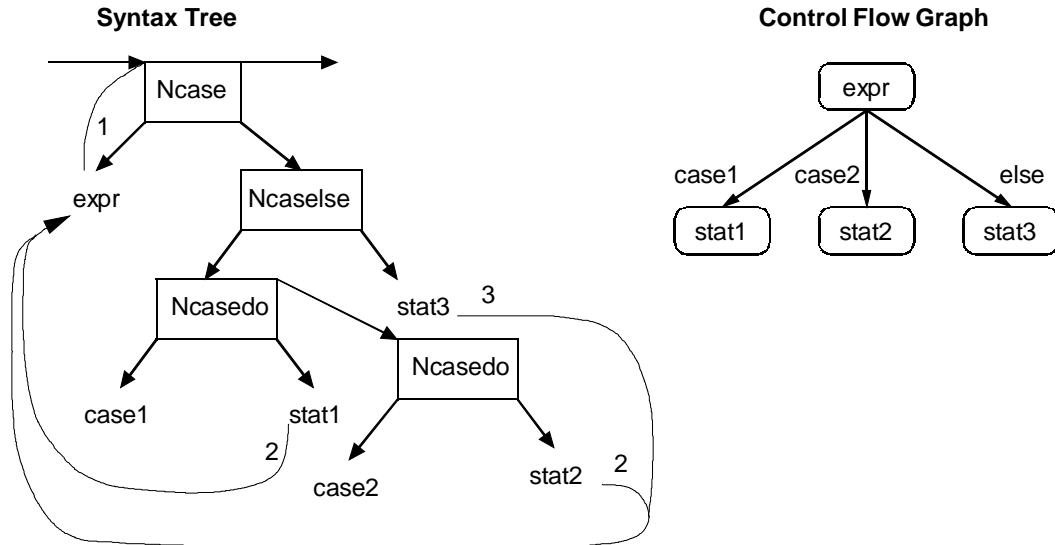 Syntax Tree
Control Flow Graph
Ncase
expr
1
expr
case1
case2
else
Ncaselse
stat1
stat2
stat3
Ncasedo
stat3
3
Ncasedo
case1
stat1
2
case2
stat2
2